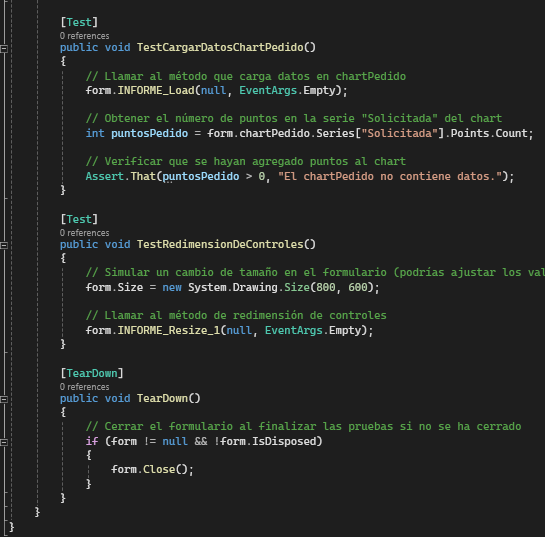 [Test]
0 references
public void TestCargarDatosChartPedido()
{
// Llamar al método que carga datos en chartPedido
form.INFORME_Load(null, EventArgs.Empty);
// Obtener el número de puntos en la serie "Solicitada" del chart
int puntosPedido = form.chartPedido.Series["Solicitada"].Points.Count;
// Verificar que se hayan agregado puntos al chart
Assert.That(puntosPedido > 0, "El chartPedido no contiene datos.");
}
[Test]
0 references
public void TestRedimensionDeControles()
{
// Simular un cambio de tamaño en el formulario (podrías ajustar los val
form.Size = new System.Drawing.Size(800, 600);
// Llamar al método de redimensión de controles
form.INFORME_Resize_1(null, EventArgs.Empty);
}
[TearDown]
0 references
public void TearDown()
{
// Cerrar el formulario al finalizar las pruebas si no se ha cerrado
if (form != null && !form.IsDisposed)
{
form.Close();
}
}
}
}